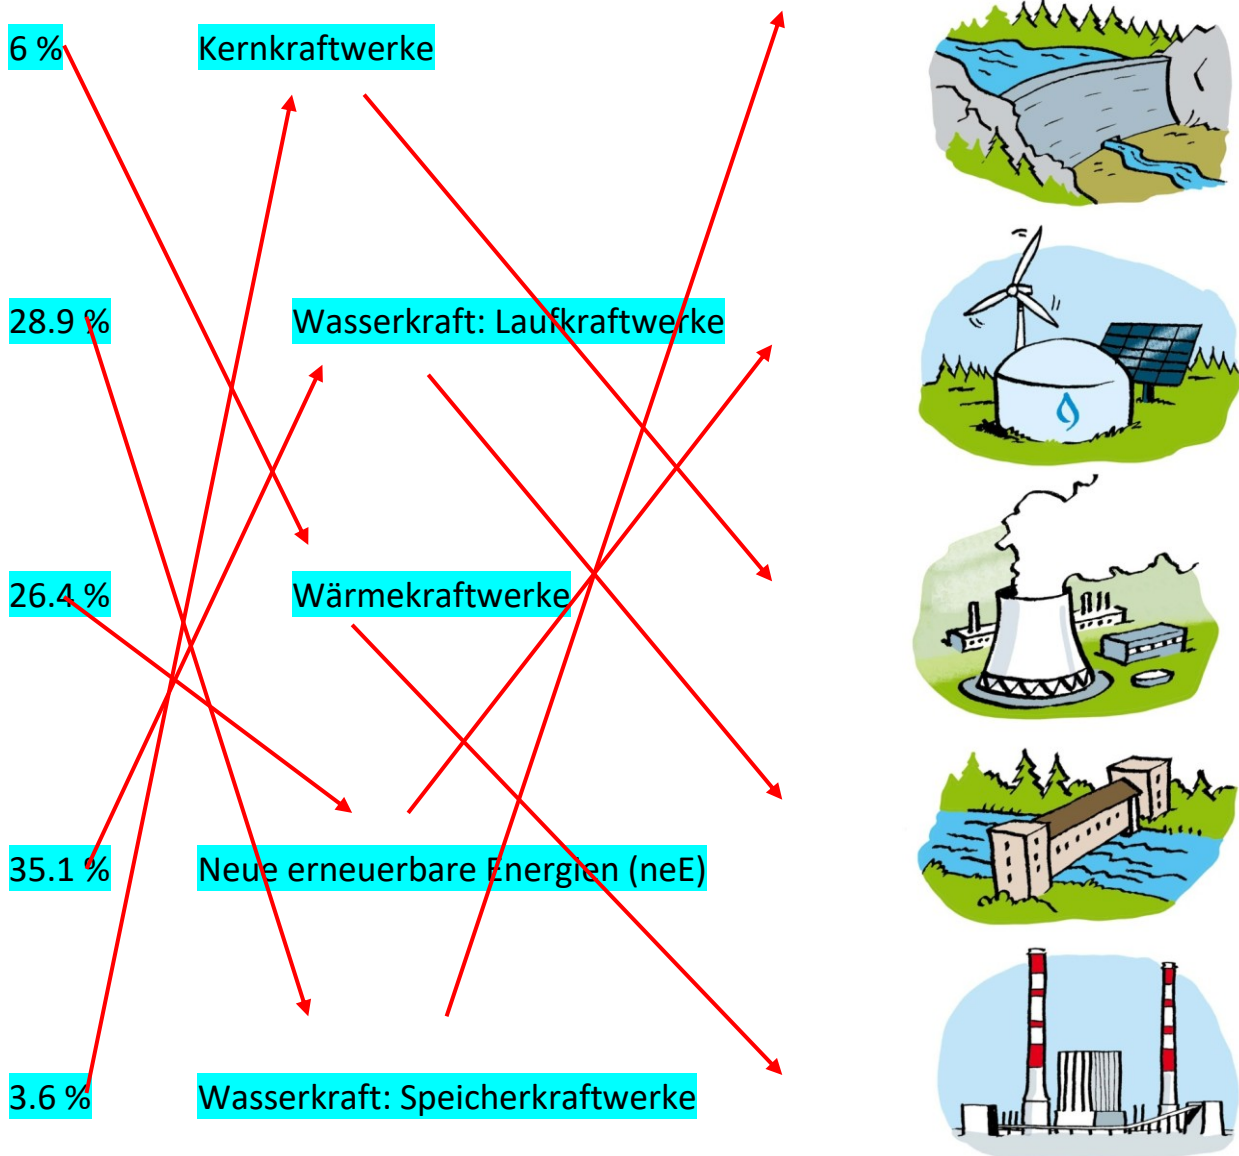 6 % Kernkraftwerke
28.9 % Wasserkraft: Laufkraftwerke
26.4 % Wärmekraftwerke
35.1 % Neue erneuerbare Energien (neE)
3.6 % Wasserkraft: Speicherkraftwerke